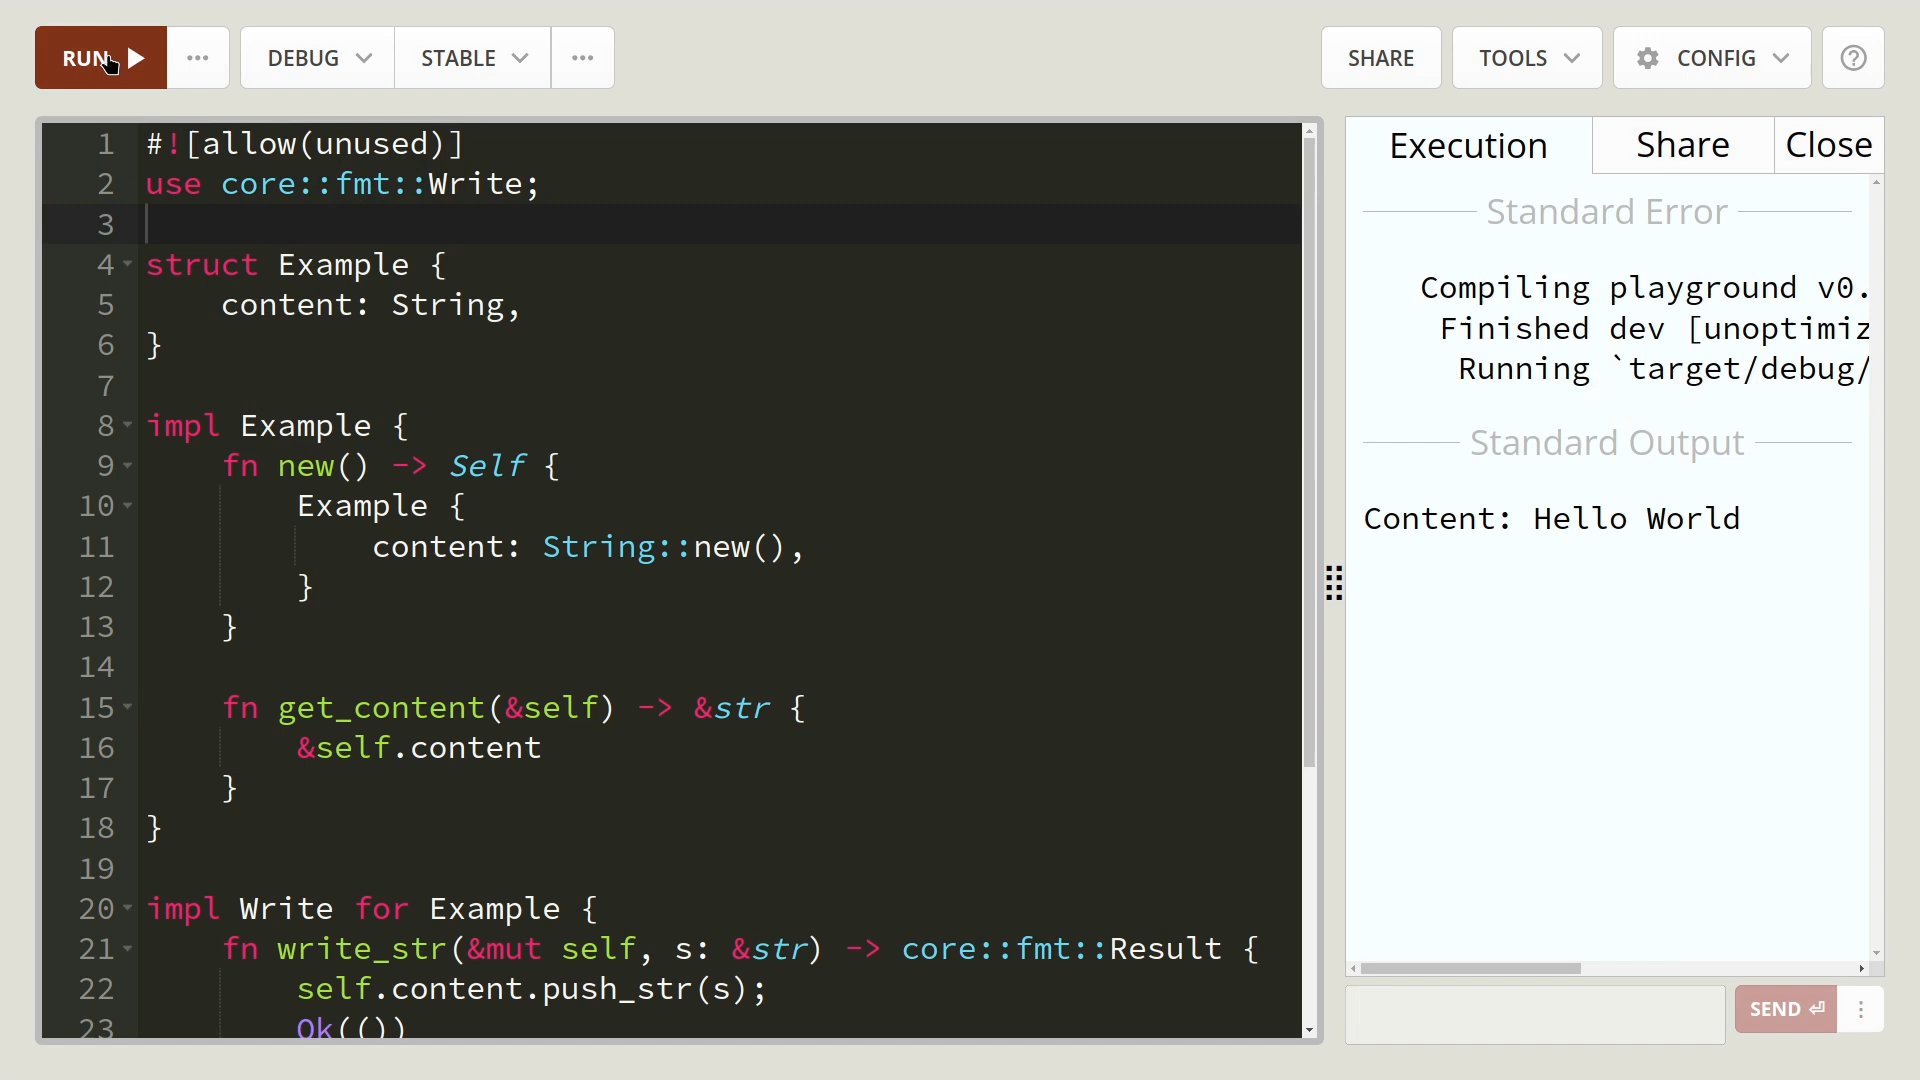 RUN ▶ ••• DEBUG STABLE ••• SHARE TOOLS CONFIG ?
1 #![allow(unused)]
2 use core::fmt::Write;
3
4 struct Example {
5     content: String,
6 }
7
8 impl Example {
9     fn new() -> Self {
10         Example {
11             content: String::new(),
12         }
13     }
14
15     fn get_content(&self) -> &str {
16         &self.content
17     }
18 }
19
20 impl Write for Example {
21     fn write_str(&mut self, s: &str) -> core::fmt::Result {
22         self.content.push_str(s);
23         Ok(())
Execution Share Close
Standard Error
Compiling playground v0.
Finished dev [unoptimiz
Running `target/debug/
Standard Output
Content: Hello World
SEND ⏎